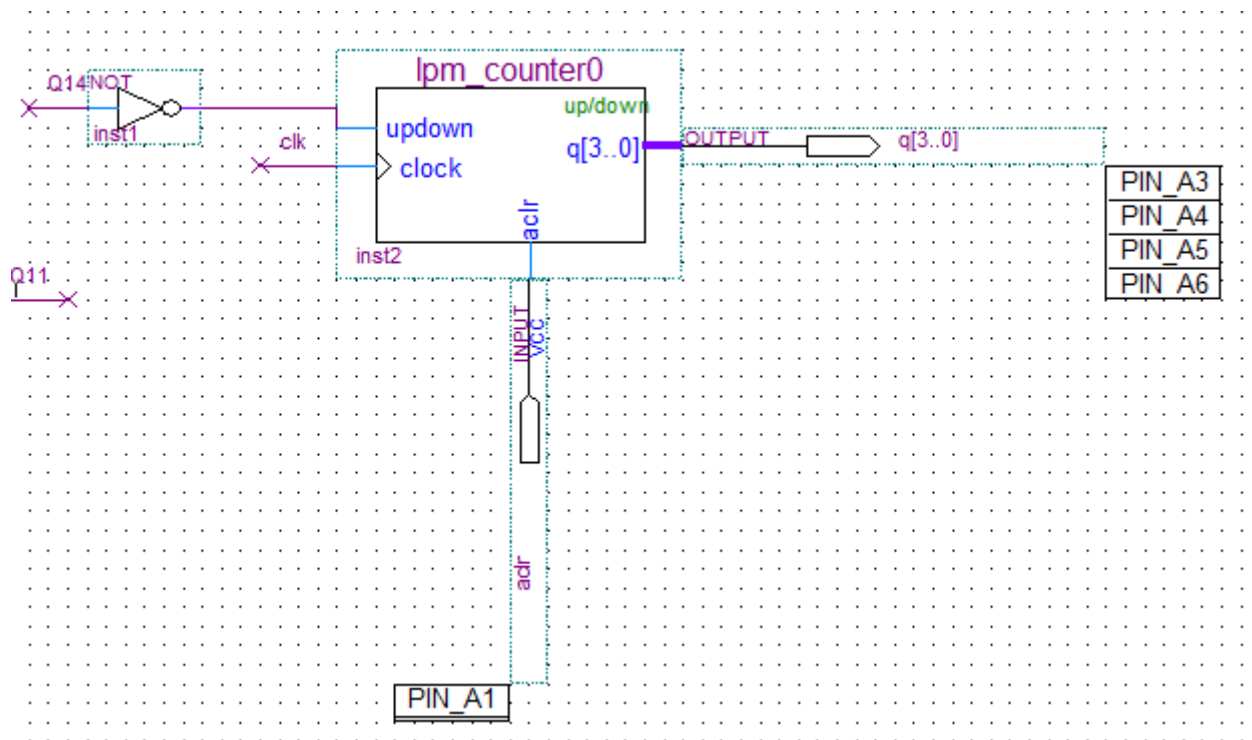 lpm_counter0
Q14
NOT
up/down
inst1
updown
clk
q[3..0]
OUTPUT
q[3..0]
clock
PIN_A3
PIN_A4
aclr
PIN_A5
inst2
Q11
PIN_A6
INPUT
VCC
aclr
PIN_A1